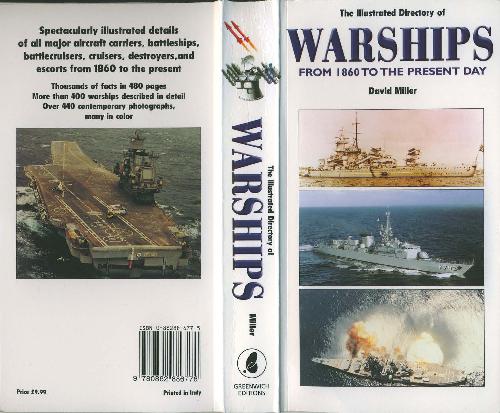 Spectacularly illustrated details
of all major aircraft carriers, battleships,
battlecruisers, cruisers, destroyers,and
escorts from 1860 to the present
Thousands of facts in 480 pages
More than 400 warships described in detail
Over 440 contemporary photographs,
many in color
Price £9.99
Printed in Italy
The Illustrated Directory of
WARSHIPS
Miller
GREENWICH
EDITIONS
The Illustrated Directory of
WARSHIPS
FROM 1860 TO THE PRESENT DAY
David Miller